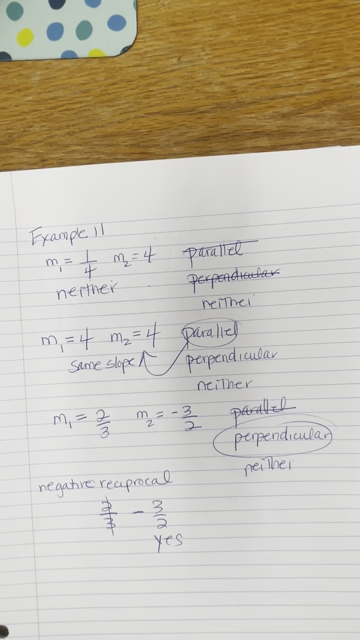 Example 11
m₁ = 1/4 m₂ = 4 parallel
perpendicular
neither neither
m₁ = 4 m₂ = 4 parallel
same slope perpendicular
neither
m₁ = 2/3 m₂ = -3/2 parallel
perpendicular
neither
negative reciprocal
2/3 - 3/2
yes